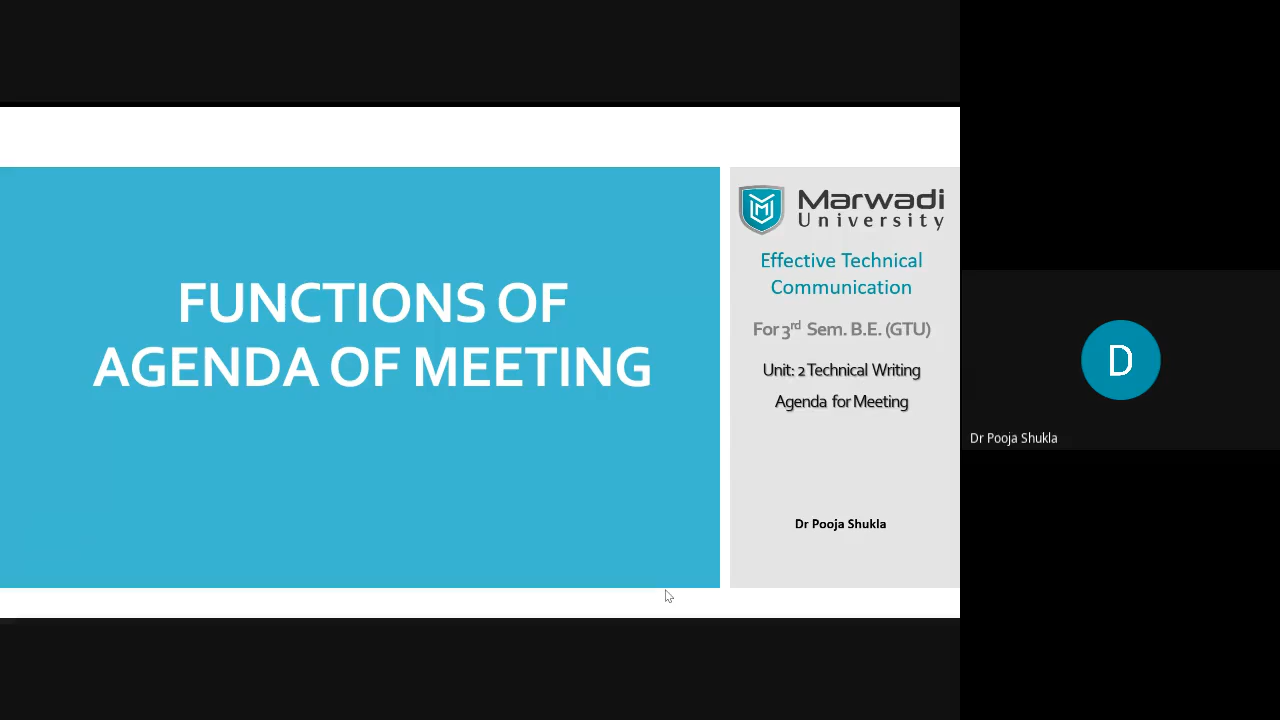 FUNCTIONS OF
AGENDA OF MEETING
Marwadi
University
Effective Technical
Communication
For 3rd Sem. B.E. (GTU)
Unit: 2 Technical Writing
Agenda for Meeting
Dr Pooja Shukla
D
Dr Pooja Shukla